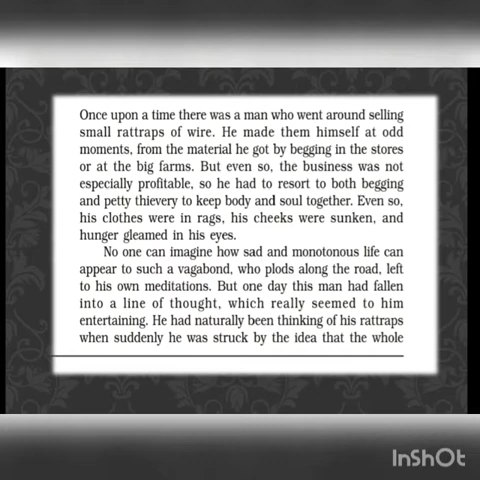 Once upon a time there was a man who went around selling
small rattraps of wire. He made them himself at odd
moments, from the material he got by begging in the stores
or at the big farms. But even so, the business was not
especially profitable, so he had to resort to both begging
and petty thievery to keep body and soul together. Even so,
his clothes were in rags, his cheeks were sunken, and
hunger gleamed in his eyes.
No one can imagine how sad and monotonous life can
appear to such a vagabond, who plods along the road, left
to his own meditations. But one day this man had fallen
into a line of thought, which really seemed to him
entertaining. He had naturally been thinking of his rattraps
when suddenly he was struck by the idea that the whole
InShOt